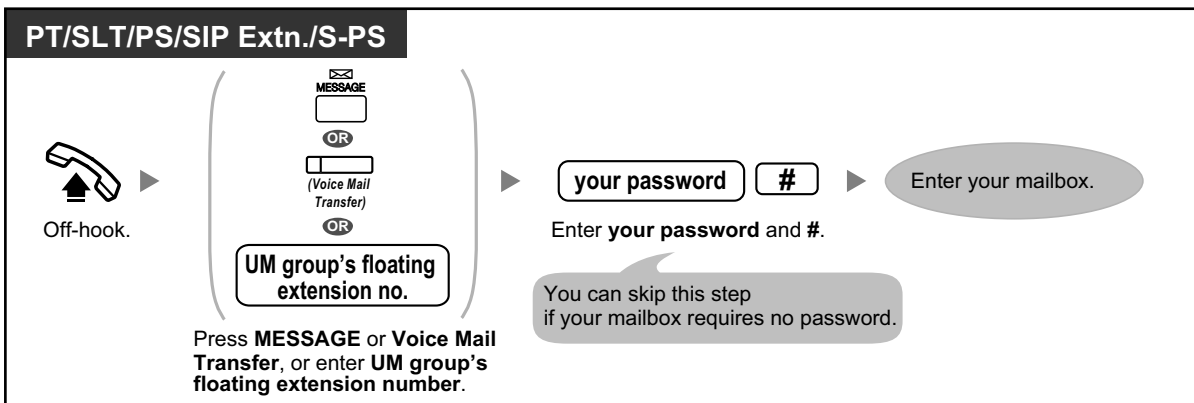 PT/SLT/PS/SIP Extn./S-PS
MESSAGE
OR
(Voice Mail
Transfer)
OR
UM group's floating
extension no.
your password
#
Enter your mailbox.
Off-hook.
Enter your password and #.
You can skip this step
if your mailbox requires no password.
Press MESSAGE or Voice Mail
Transfer, or enter UM group's
floating extension number.